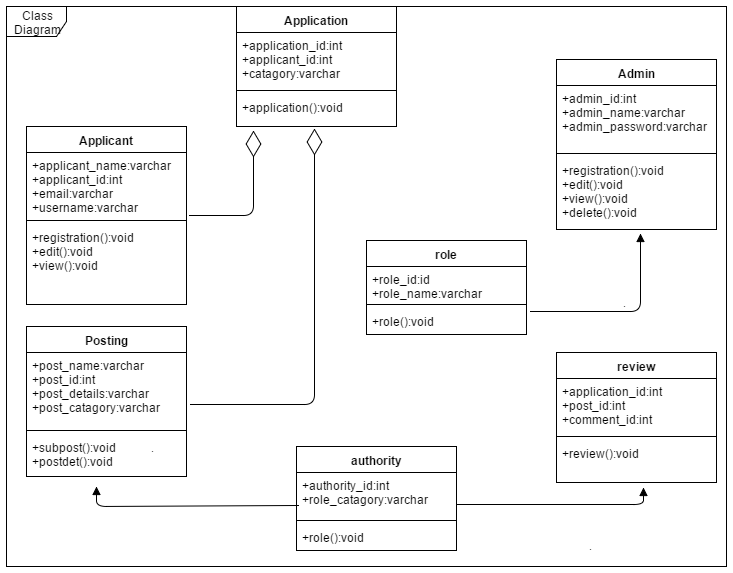 Class
Diagram
Application
+application_id:int
+applicant_id:int
+catagory:varchar
+application():void
Admin
+admin_id:int
+admin_name:varchar
+admin_password:varchar
+registration():void
+edit():void
+view():void
+delete():void
Applicant
+applicant_name:varchar
+applicant_id:int
+email:varchar
+username:varchar
+registration():void
+edit():void
+view():void
role
+role_id:id
+role_name:varchar
+role():void
Posting
+post_name:varchar
+post_id:int
+post_details:varchar
+post_catagory:varchar
+subpost():void
+postdet():void
review
+application_id:int
+post_id:int
+comment_id:int
+review():void
authority
+authority_id:int
+role_catagory:varchar
+role():void